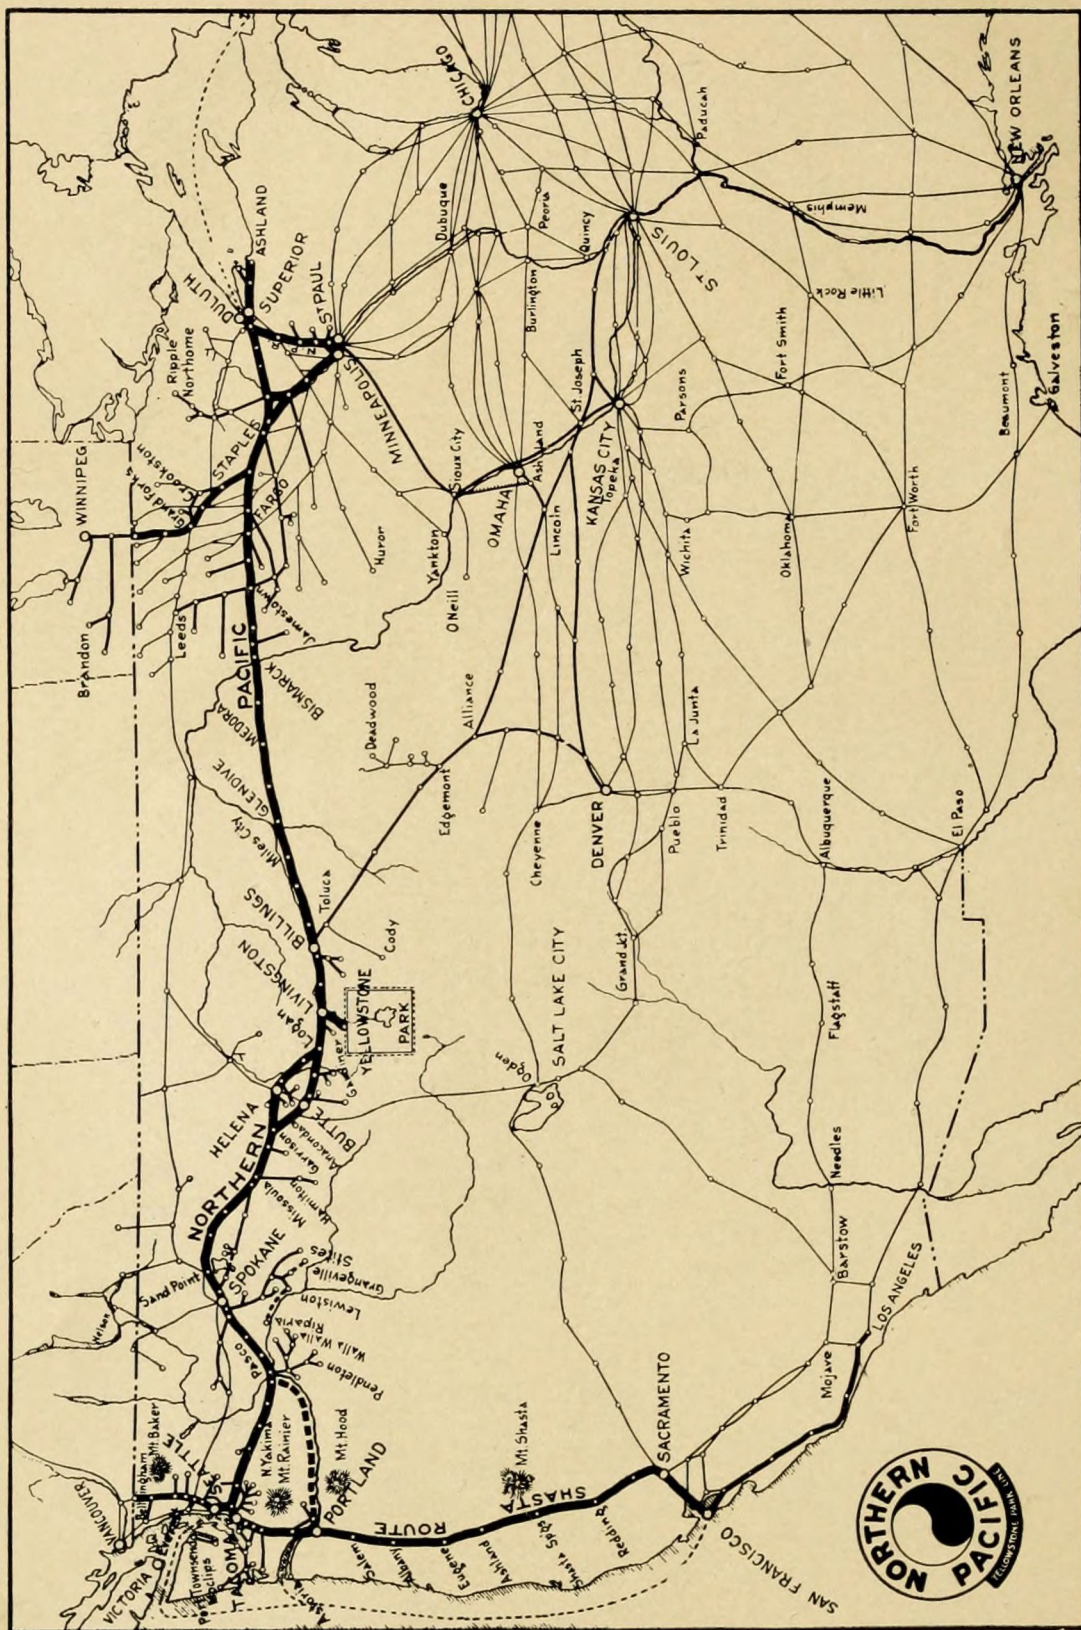 VANCOUVER
Bellingham
Mt. Baker
VICTORIA
Everett
Port Townsend
SEATTLE
TACOMA
N. Yakima
Mt. Rainier
Astoria
PORTLAND
Mt. Hood
Pasco
Pendleton
Walla Walla
Riparia
Lewiston
Grangeville
Stites
SPOKANE
Sand Point
Nelson
NORTHERN
Missoula
Hamilton
Garrison
Anaconda
HELENA
BUTTE
Logan
Gardiner
LIVINGSTON
YELLOWSTONE
PARK
BILLINGS
Toluca
Cody
Miles City
GLENDIVE
MEDORA
BISMARCK
PACIFIC
Jamestown
Leeds
Brandon
WINNIPEG
Grand Forks
Crookston
FARGO
STAPLES
Ripple
Northome
DULUTH
SUPERIOR
ASHLAND
ST PAUL
MINNEAPOLIS
Huron
Yankton
O'Neill
Sioux City
OMAHA
Ashland
Lincoln
Deadwood
Edgemont
Alliance
Cheyenne
DENVER
Pueblo
La Junta
Trinidad
Grand Jt.
Ogden
SALT LAKE CITY
Albuquerque
El Paso
Flagstaff
Needles
Barstow
Mojave
LOS ANGELES
SACRAMENTO
SAN FRANCISCO
SHASTA
ROUTE
Salem
Albany
Eugene
Ashland
Shasta Spgs.
Redding
Mt. Shasta
CHICAGO
Dubuque
Peoria
Burlington
Quincy
ST LOUIS
Paducah
Memphis
Little Rock
NEW ORLEANS
St. Joseph
KANSAS CITY
Topeka
Parsons
Fort Smith
Wichita
Oklahoma
Fort Worth
Beaumont
Galveston
NORTHERN
PACIFIC
YELLOWSTONE PARK LINE